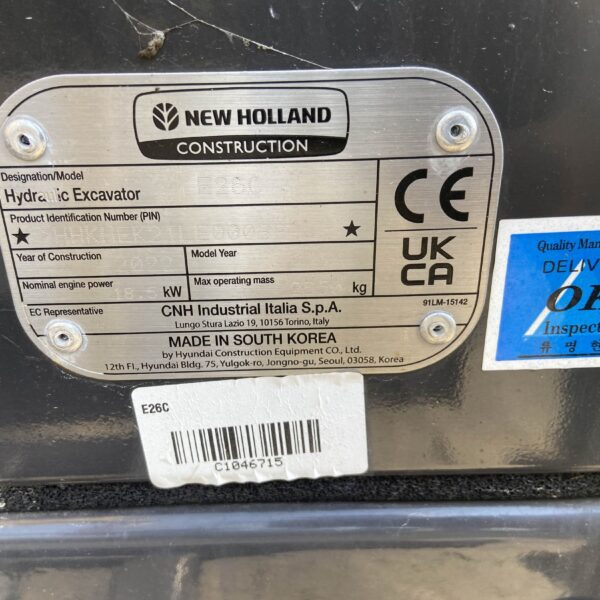 NEW HOLLAND
CONSTRUCTION
Designation/Model
Hydraulic Excavator E26C
Product Identification Number (PIN)
★ ★
Year of Construction Model Year
Nominal engine power kW Max operating mass kg
EC Representative CNH Industrial Italia S.p.A.
Lungo Stura Lazio 19, 10156 Torino, Italy
MADE IN SOUTH KOREA
by Hyundai Construction Equipment CO., Ltd.
12th Fl., Hyundai Bldg. 75, Yulgok-ro, Jongno-gu, Seoul, 03058, Korea
CE
UK
CA
91LM-15142
Quality Man
DELIV
OK
Inspect
유 명 현
E26C
C1046715